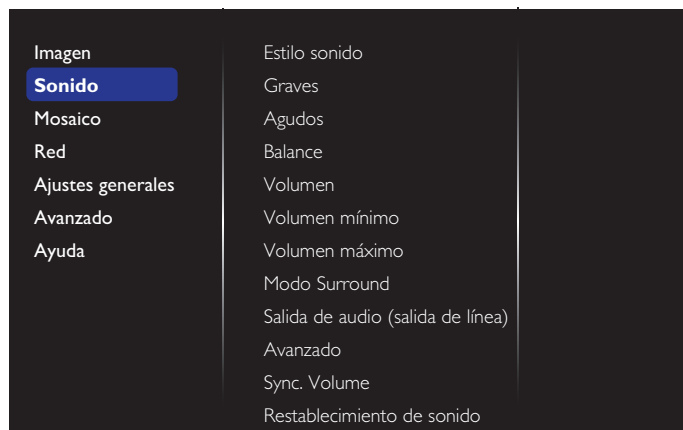 Imagen
Sonido
Mosaico
Red
Ajustes generales
Avanzado
Ayuda
Estilo sonido
Graves
Agudos
Balance
Volumen
Volumen mínimo
Volumen máximo
Modo Surround
Salida de audio (salida de línea)
Avanzado
Sync. Volume
Restablecimiento de sonido